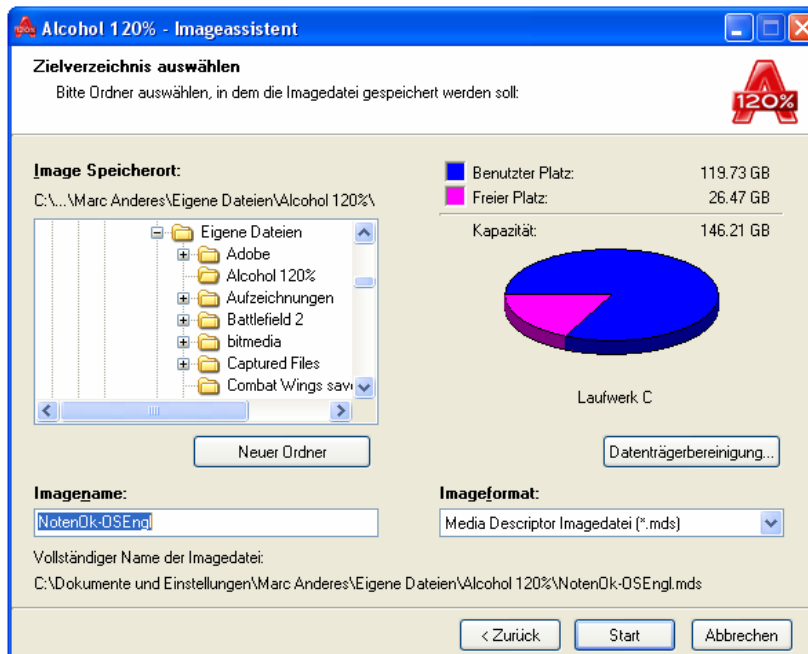 Alcohol 120% - Imageassistent
Zielverzeichnis auswählen
Bitte Ordner auswählen, in dem die Imagedatei gespeichert werden soll:
120%
Image Speicherort:
C:\...\Marc Anderes\Eigene Dateien\Alcohol 120%\
Eigene Dateien
Adobe
Alcohol 120%
Aufzeichnungen
Battlefield 2
bitmedia
Captured Files
Combat Wings save
Neuer Ordner
Benutzter Platz: 119.73 GB
Freier Platz: 26.47 GB
Kapazität: 146.21 GB
Laufwerk C
Datenträgerbereinigung...
Imagename:
NotenOk-OSEngl
Imageformat:
Media Descriptor Imagedatei (*.mds)
Vollständiger Name der Imagedatei:
C:\Dokumente und Einstellungen\Marc Anderes\Eigene Dateien\Alcohol 120%\NotenOk-OSEngl.mds
< Zurück
Start
Abbrechen